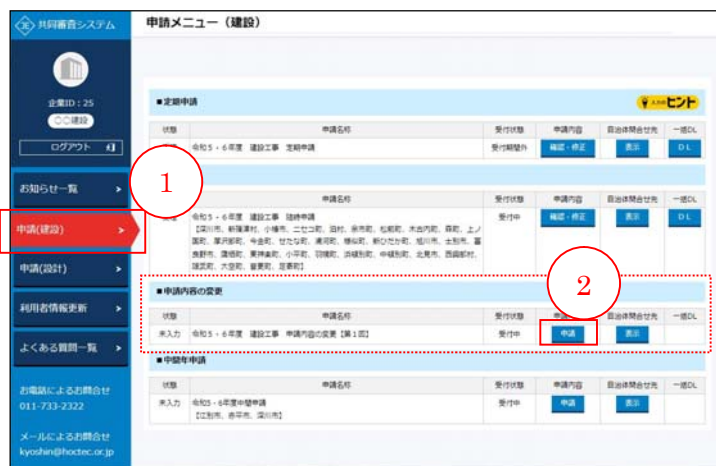 共同審査システム
申請メニュー（建設）
企業ID：25
〇〇建設
ログアウト
お知らせ一覧
申請(建設)
申請(設計)
利用者情報更新
よくある質問一覧
お電話によるお問合せ
011-733-2322
メールによるお問合せ
kyoshin@hoctec.or.jp
1
■定期申請
ヒント
状態 申請名称 受付状態 申請内容 自治体問合せ先 一括DL
令和5・6年度 建設工事 定期申請 受付期間外 確認・修正 表示 DL
申請名称 受付状態 申請内容 自治体問合せ先 一括DL
令和5・6年度 建設工事 随時申請 受付中 確認・修正 表示 DL
■申請内容の変更
2
状態 申請名称 受付状態 自治体問合せ先 一括DL
未入力 令和5・6年度 建設工事 申請内容の変更【第1回】 受付中 申請 表示
■中間年申請
状態 申請名称 受付状態 申請内容 自治体問合せ先 一括DL
未入力 令和5・6年度中間申請 受付中 申請 表示
【江別市、赤平市、深川市】